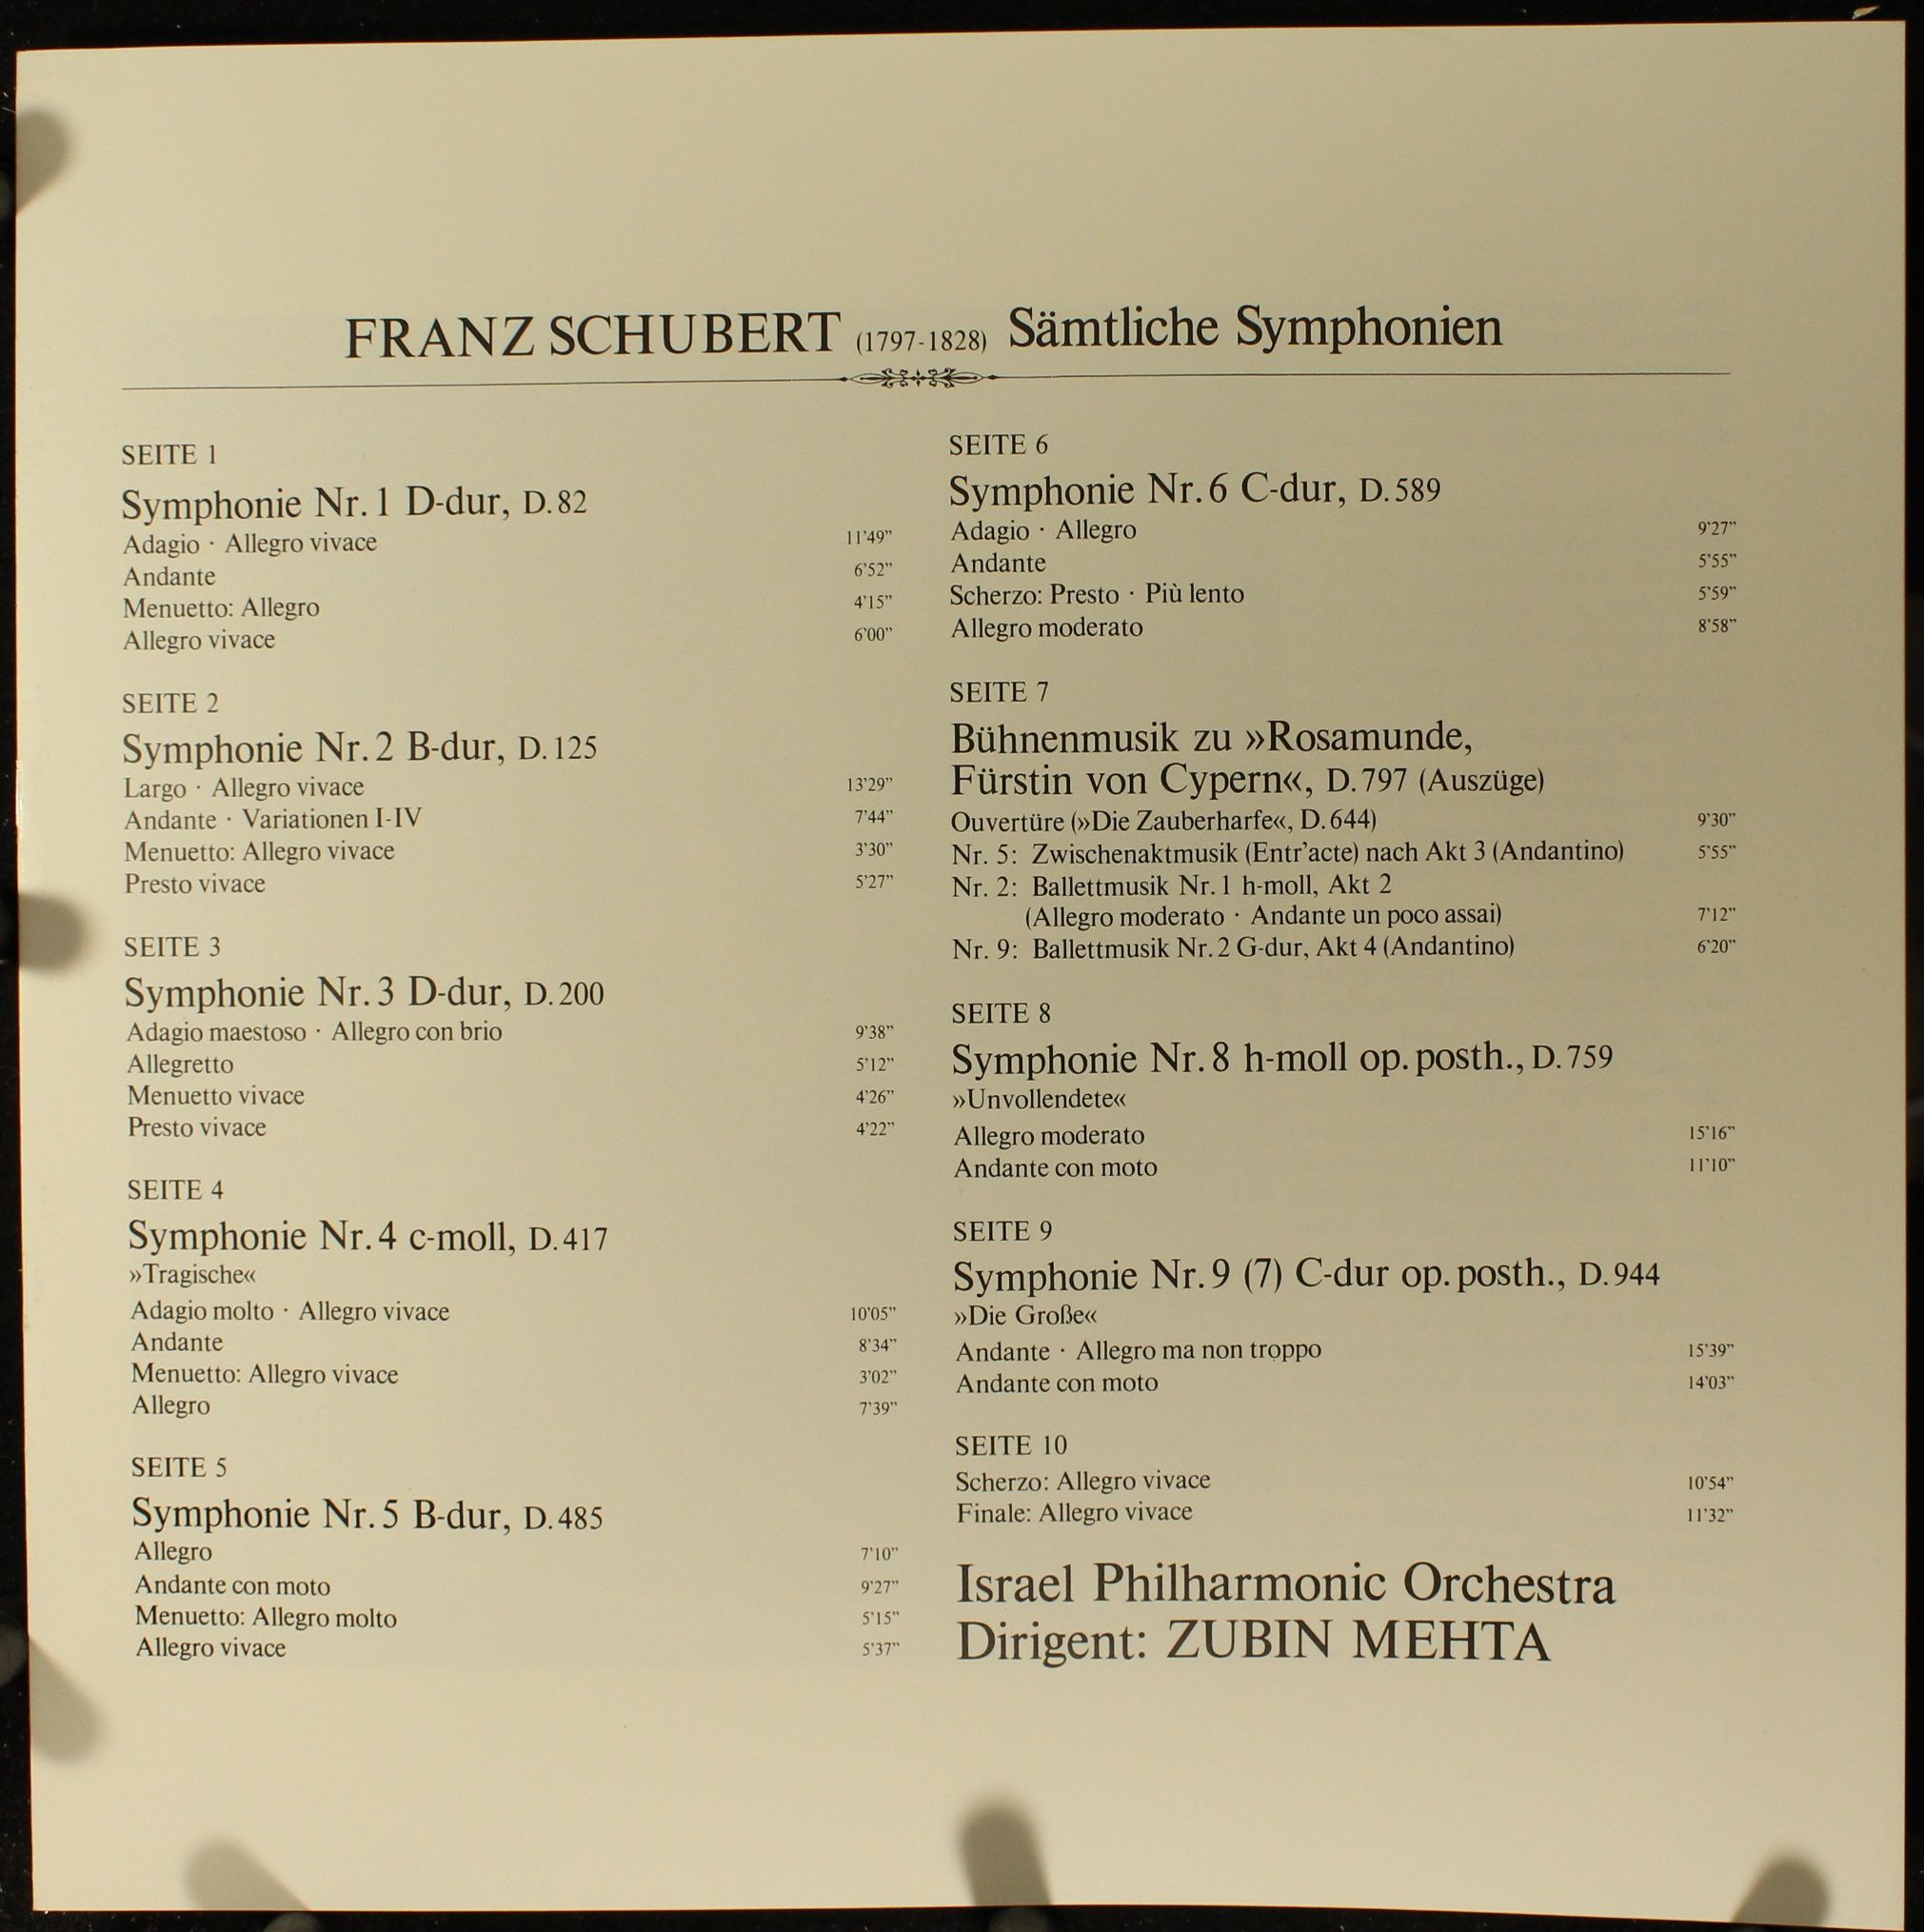 FRANZ SCHUBERT (1797-1828) Sämtliche Symphonien
SEITE 1
Symphonie Nr. 1 D-dur, D. 82
Adagio · Allegro vivace 11'49”
Andante 6'52”
Menuetto: Allegro 4'15”
Allegro vivace 6'00”
SEITE 2
Symphonie Nr. 2 B-dur, D. 125
Largo · Allegro vivace 13'29”
Andante · Variationen I-IV 7'44”
Menuetto: Allegro vivace 3'30”
Presto vivace 5'27”
SEITE 3
Symphonie Nr. 3 D-dur, D. 200
Adagio maestoso · Allegro con brio 9'38”
Allegretto 5'12”
Menuetto vivace 4'26”
Presto vivace 4'22”
SEITE 4
Symphonie Nr. 4 c-moll, D. 417
»Tragische«
Adagio molto · Allegro vivace 10'05”
Andante 8'34”
Menuetto: Allegro vivace 3'02”
Allegro 7'39”
SEITE 5
Symphonie Nr. 5 B-dur, D. 485
Allegro 7'10”
Andante con moto 9'27”
Menuetto: Allegro molto 5'15”
Allegro vivace 5'37”
SEITE 6
Symphonie Nr. 6 C-dur, D. 589
Adagio · Allegro 9'27”
Andante 5'55”
Scherzo: Presto · Più lento 5'59”
Allegro moderato 8'58”
SEITE 7
Bühnenmusik zu »Rosamunde,
Fürstin von Cypern«, D. 797 (Auszüge)
Ouvertüre (»Die Zauberharfe«, D. 644) 9'30”
Nr. 5: Zwischenaktmusik (Entr'acte) nach Akt 3 (Andantino) 5'55”
Nr. 2: Ballettmusik Nr. 1 h-moll, Akt 2
(Allegro moderato · Andante un poco assai) 7'12”
Nr. 9: Ballettmusik Nr. 2 G-dur, Akt 4 (Andantino) 6'20”
SEITE 8
Symphonie Nr. 8 h-moll op. posth., D. 759
»Unvollendete«
Allegro moderato 15'16”
Andante con moto 11'10”
SEITE 9
Symphonie Nr. 9 (7) C-dur op. posth., D. 944
»Die Große«
Andante · Allegro ma non troppo 15'39”
Andante con moto 14'03”
SEITE 10
Scherzo: Allegro vivace 10'54”
Finale: Allegro vivace 11'32”
Israel Philharmonic Orchestra
Dirigent: ZUBIN MEHTA